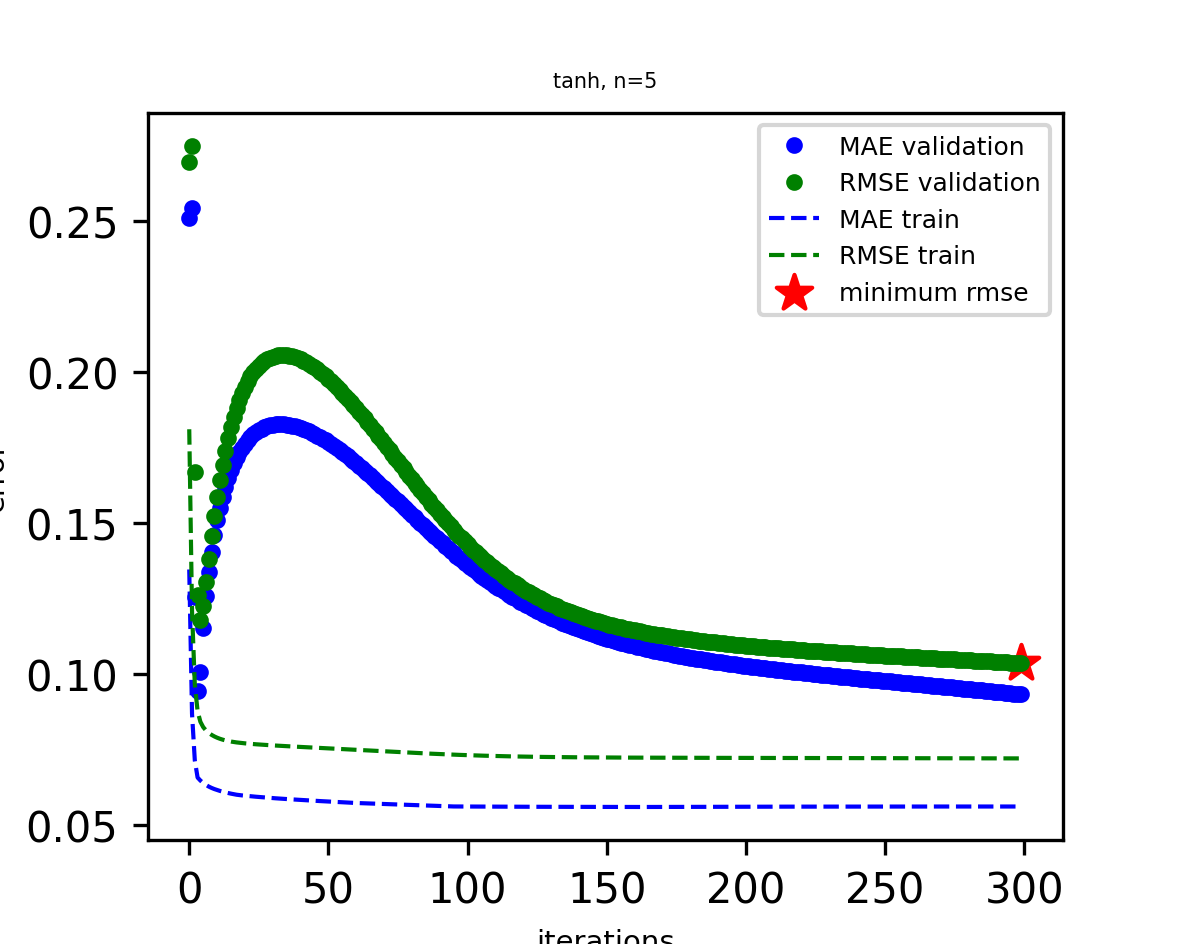 tanh, n=5
MAE validation
RMSE validation
MAE train
RMSE train
minimum rmse
0.25
0.20
0.15
0.10
0.05
0 50 100 150 200 250 300
iterations